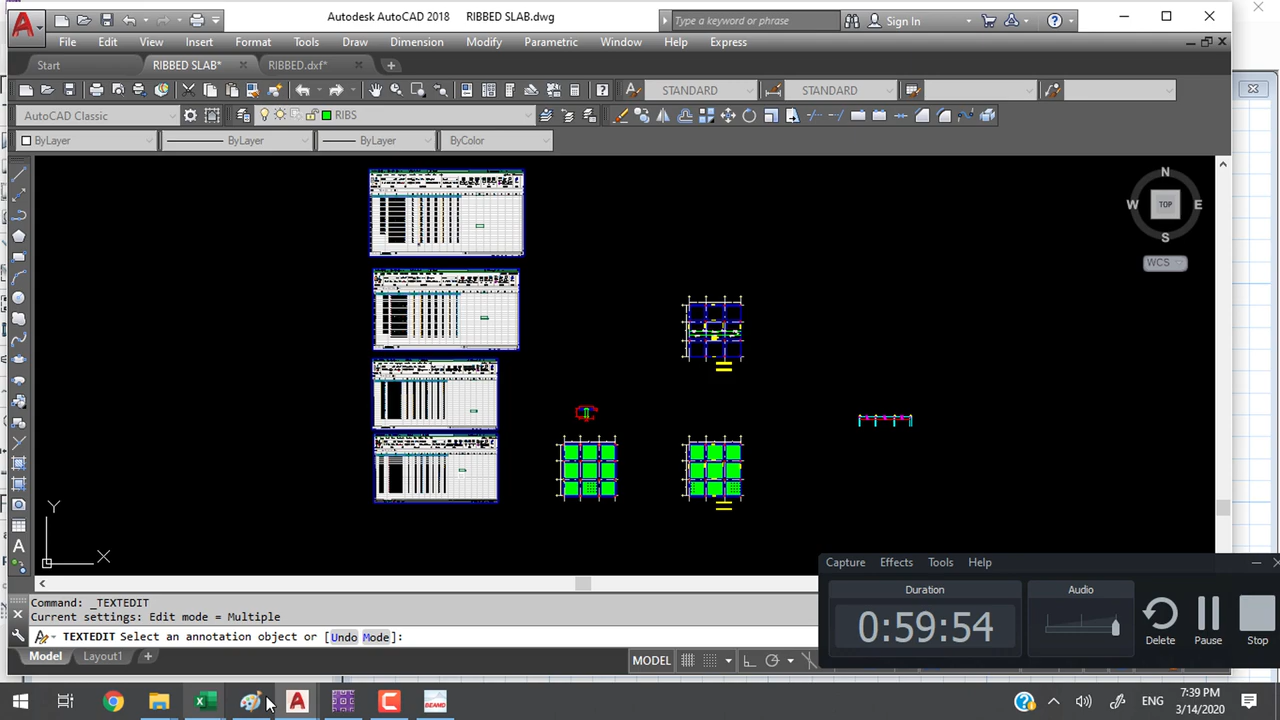 Autodesk AutoCAD 2018 RIBBED SLAB.dwg
Type a keyword or phrase
Sign In
File Edit View Insert Format Tools Draw Dimension Modify Parametric Window Help Express
Start RIBBED SLAB* RIBBED.dxf*
STANDARD STANDARD
AutoCAD Classic RIBS
ByLayer ByLayer ByLayer ByColor
N
W TOP E
S
WCS
Y
X
Capture Effects Tools Help
Duration Audio
0:59:54
Delete Pause Stop
Command: _TEXTEDIT
Current settings: Edit mode = Multiple
TEXTEDIT Select an annotation object or [Undo Mode]:
Model Layout1
MODEL
BEAMD
ENG
7:39 PM
3/14/2020